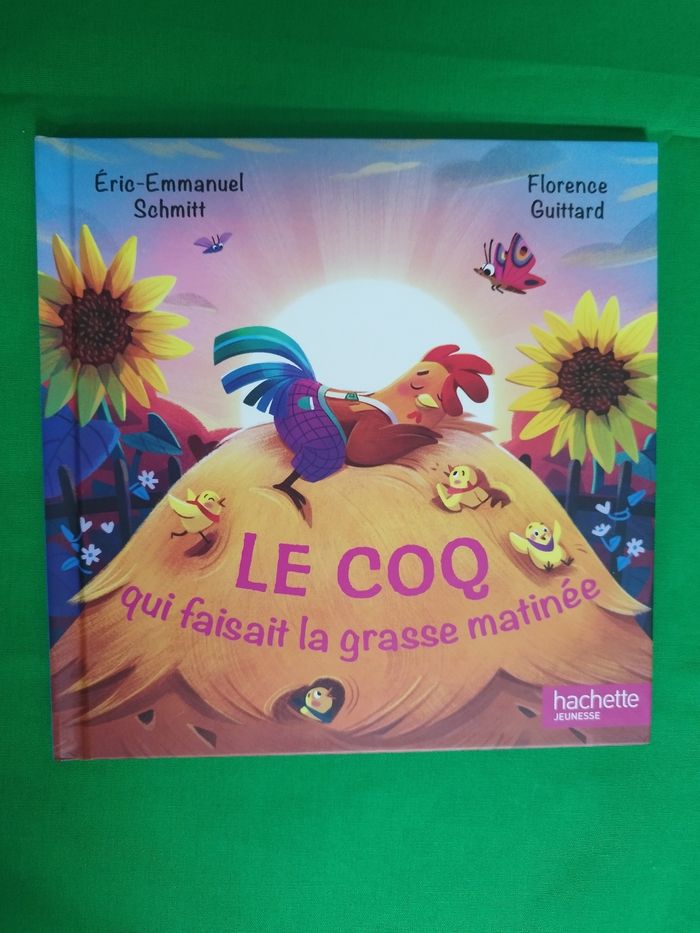 Éric-Emmanuel
Schmitt
Florence
Guittard
LE COQ
qui faisait la grasse matinée
hachette
JEUNESSE